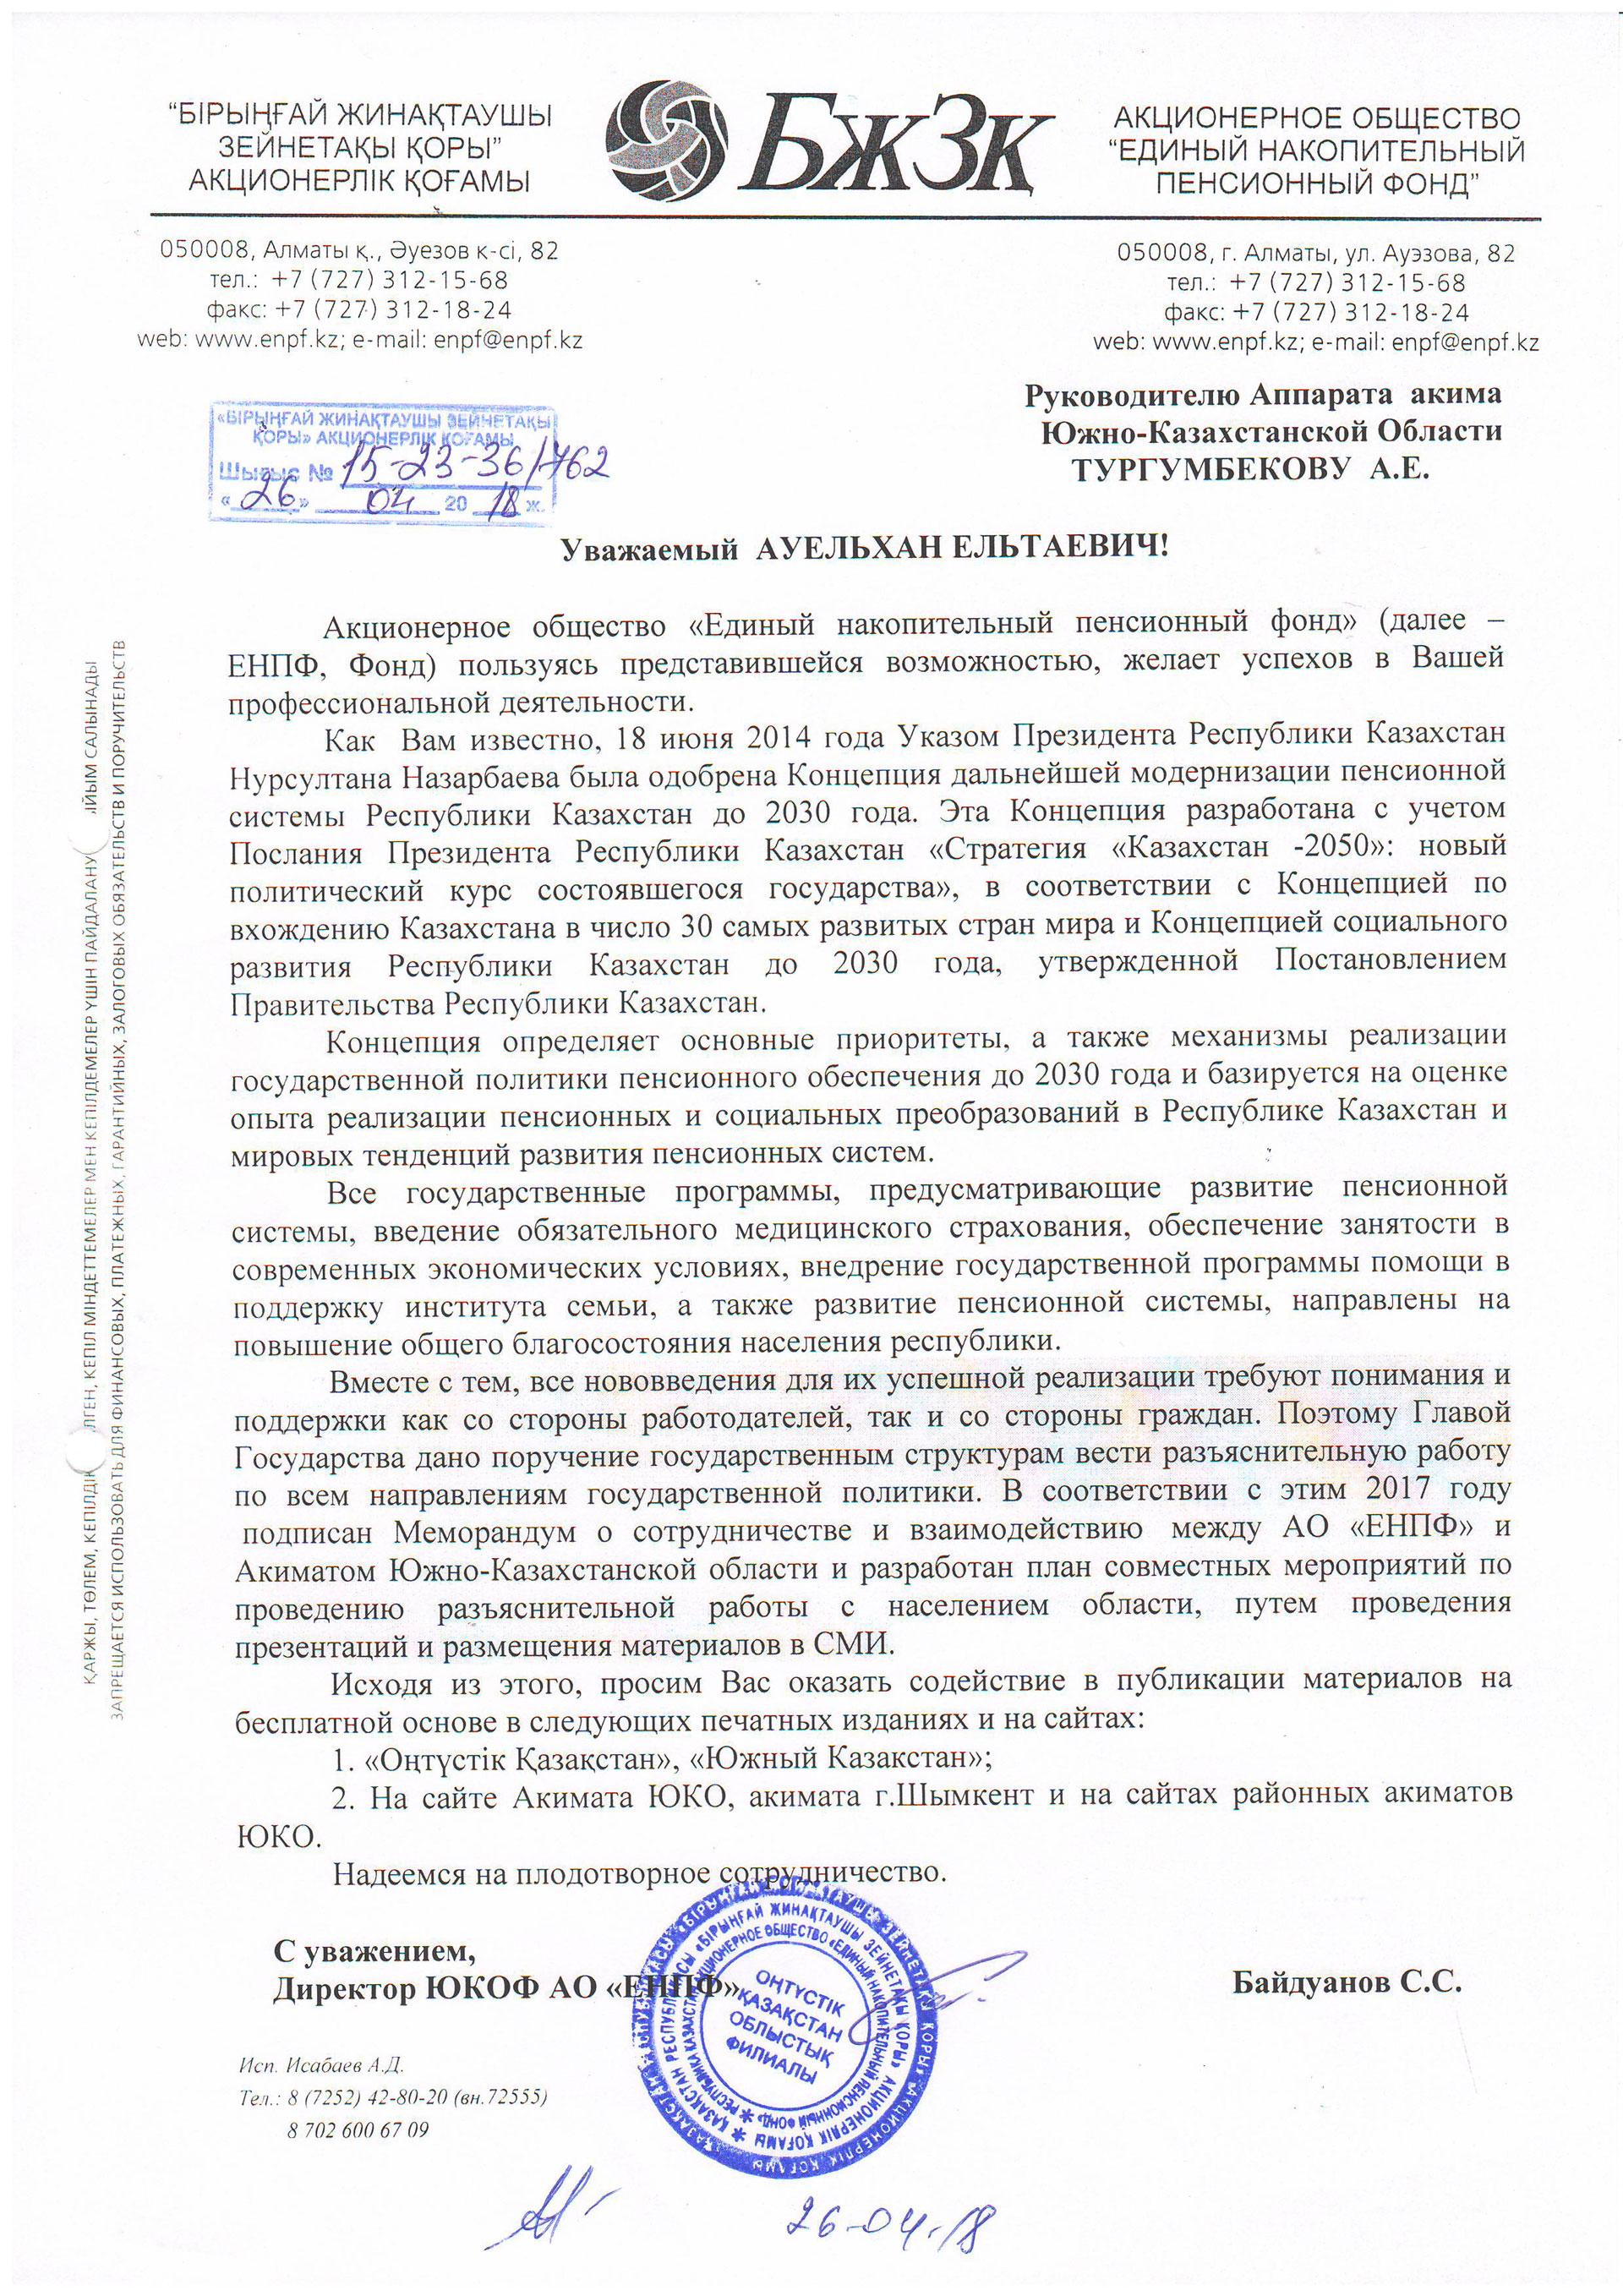 “БІРЫҢҒАЙ ЖИНАҚТАУШЫ
ЗЕЙНЕТАҚЫ ҚОРЫ”
АКЦИОНЕРЛІК ҚОҒАМЫ
БжЗк
АКЦИОНЕРНОЕ ОБЩЕСТВО
“ЕДИНЫЙ НАКОПИТЕЛЬНЫЙ
ПЕНСИОННЫЙ ФОНД”
050008, Алматы қ., Әуезов к-сі, 82
тел.: +7 (727) 312-15-68
факс: +7 (727) 312-18-24
web: www.enpf.kz; e-mail: enpf@enpf.kz
050008, г. Алматы, ул. Ауэзова, 82
тел.: +7 (727) 312-15-68
факс: +7 (727) 312-18-24
web: www.enpf.kz; e-mail: enpf@enpf.kz
Руководителю Аппарата акима
Южно-Казахстанской Области
ТУРГУМБЕКОВУ А.Е.
«БІРЫҢҒАЙ ЖИНАҚТАУШЫ ЗЕЙНЕТАҚЫ
ҚОРЫ» АКЦИОНЕРЛІК ҚОҒАМЫ
Шығыс № 15-23-36/762
«26» 04 2018 ж.
Уважаемый АУЕЛЬХАН ЕЛЬТАЕВИЧ!
Акционерное общество «Единый накопительный пенсионный фонд» (далее –
ЕНПФ, Фонд) пользуясь представившейся возможностью, желает успехов в Вашей
профессиональной деятельности.
Как Вам известно, 18 июня 2014 года Указом Президента Республики Казахстан
Нурсултана Назарбаева была одобрена Концепция дальнейшей модернизации пенсионной
системы Республики Казахстан до 2030 года. Эта Концепция разработана с учетом
Послания Президента Республики Казахстан «Стратегия «Казахстан -2050»: новый
политический курс состоявшегося государства», в соответствии с Концепцией по
вхождению Казахстана в число 30 самых развитых стран мира и Концепцией социального
развития Республики Казахстан до 2030 года, утвержденной Постановлением
Правительства Республики Казахстан.
Концепция определяет основные приоритеты, а также механизмы реализации
государственной политики пенсионного обеспечения до 2030 года и базируется на оценке
опыта реализации пенсионных и социальных преобразований в Республике Казахстан и
мировых тенденций развития пенсионных систем.
Все государственные программы, предусматривающие развитие пенсионной
системы, введение обязательного медицинского страхования, обеспечение занятости в
современных экономических условиях, внедрение государственной программы помощи в
поддержку института семьи, а также развитие пенсионной системы, направлены на
повышение общего благосостояния населения республики.
Вместе с тем, все нововведения для их успешной реализации требуют понимания и
поддержки как со стороны работодателей, так и со стороны граждан. Поэтому Главой
Государства дано поручение государственным структурам вести разъяснительную работу
по всем направлениям государственной политики. В соответствии с этим 2017 году
подписан Меморандум о сотрудничестве и взаимодействию между АО «ЕНПФ» и
Акиматом Южно-Казахстанской области и разработан план совместных мероприятий по
проведению разъяснительной работы с населением области, путем проведения
презентаций и размещения материалов в СМИ.
Исходя из этого, просим Вас оказать содействие в публикации материалов на
бесплатной основе в следующих печатных изданиях и на сайтах:
1. «Оңтүстік Қазақстан», «Южный Казакстан»;
2. На сайте Акимата ЮКО, акимата г.Шымкент и на сайтах районных акиматов
ЮКО.
Надеемся на плодотворное сотрудничество.
С уважением,
Директор ЮКОФ АО «ЕНПФ»
Байдуанов С.С.
ОҢТҮСТІК
ҚАЗАҚСТАН
ОБЛЫСТЫҚ
ФИЛИАЛЫ
ҚАЗАҚСТАН РЕСПУБЛИКАСЫ «БІРЫҢҒАЙ ЖИНАҚТАУШЫ ЗЕЙНЕТАҚЫ ҚОРЫ» АКЦИОНЕРЛІК ҚОҒАМЫ
РЕСПУБЛИКА КАЗАХСТАН АКЦИОНЕРНОЕ ОБЩЕСТВО «ЕДИНЫЙ НАКОПИТЕЛЬНЫЙ ПЕНСИОННЫЙ ФОНД»
Исп. Исабаев А.Д.
Тел.: 8 (7252) 42-80-20 (вн.72555)
8 702 600 67 09
26-04-18
ҚАРЖЫ, ТӨЛЕМ, КЕПІЛДІК ЛГЕН, КЕПІЛ МІНДЕТТЕМЕЛЕР МЕН КЕПІЛДЕМЕЛЕР ҮШІН ПАЙДАЛАНУ ЫЙЫМ САЛЫНАДЫ
ЗАПРЕЩАЕТСЯ ИСПОЛЬЗОВАТЬ ДЛЯ ФИНАНСОВЫХ, ПЛАТЕЖНЫХ, ГАРАНТИЙНЫХ, ЗАЛОГОВЫХ ОБЯЗАТЕЛЬСТВ И ПОРУЧИТЕЛЬСТВ